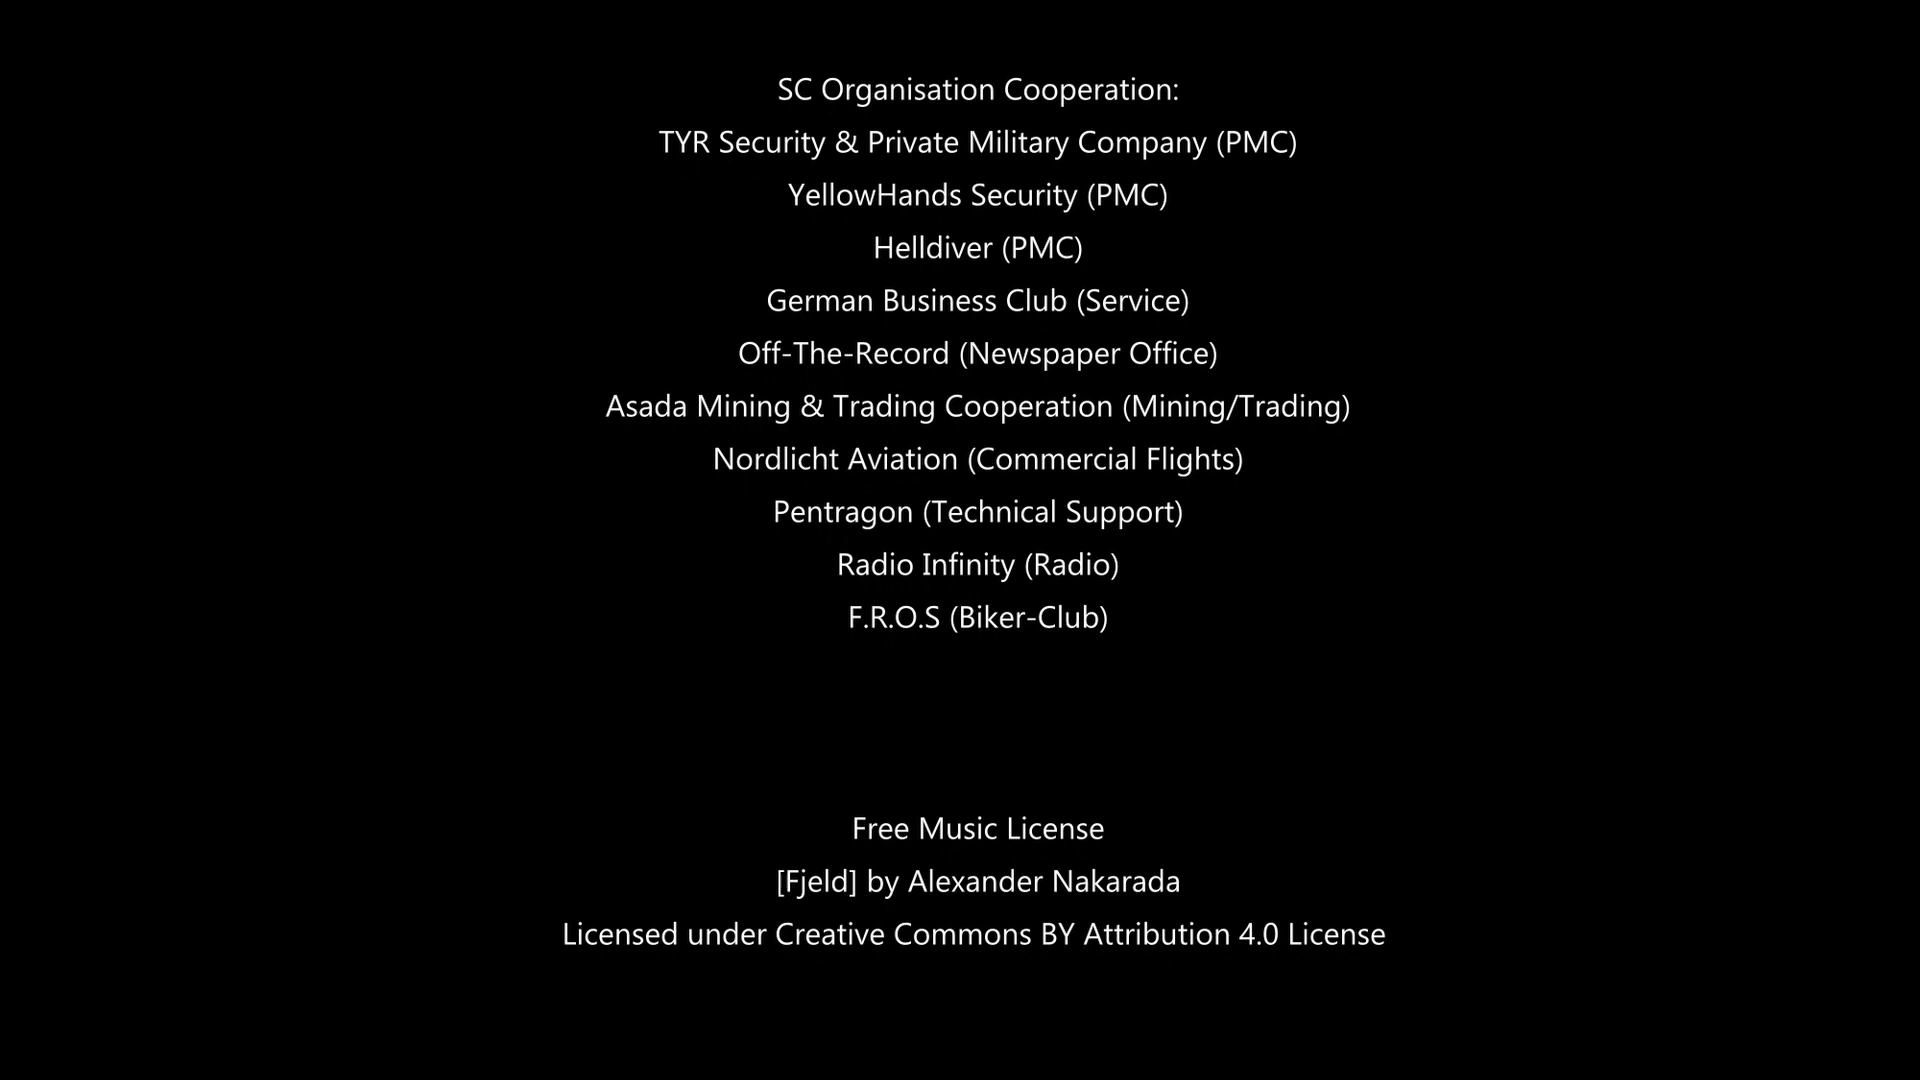 SC Organisation Cooperation:
TYR Security & Private Military Company (PMC)
YellowHands Security (PMC)
Helldiver (PMC)
German Business Club (Service)
Off-The-Record (Newspaper Office)
Asada Mining & Trading Cooperation (Mining/Trading)
Nordlicht Aviation (Commercial Flights)
Pentragon (Technical Support)
Radio Infinity (Radio)
F.R.O.S (Biker-Club)
Free Music License
[Fjeld] by Alexander Nakarada
Licensed under Creative Commons BY Attribution 4.0 License